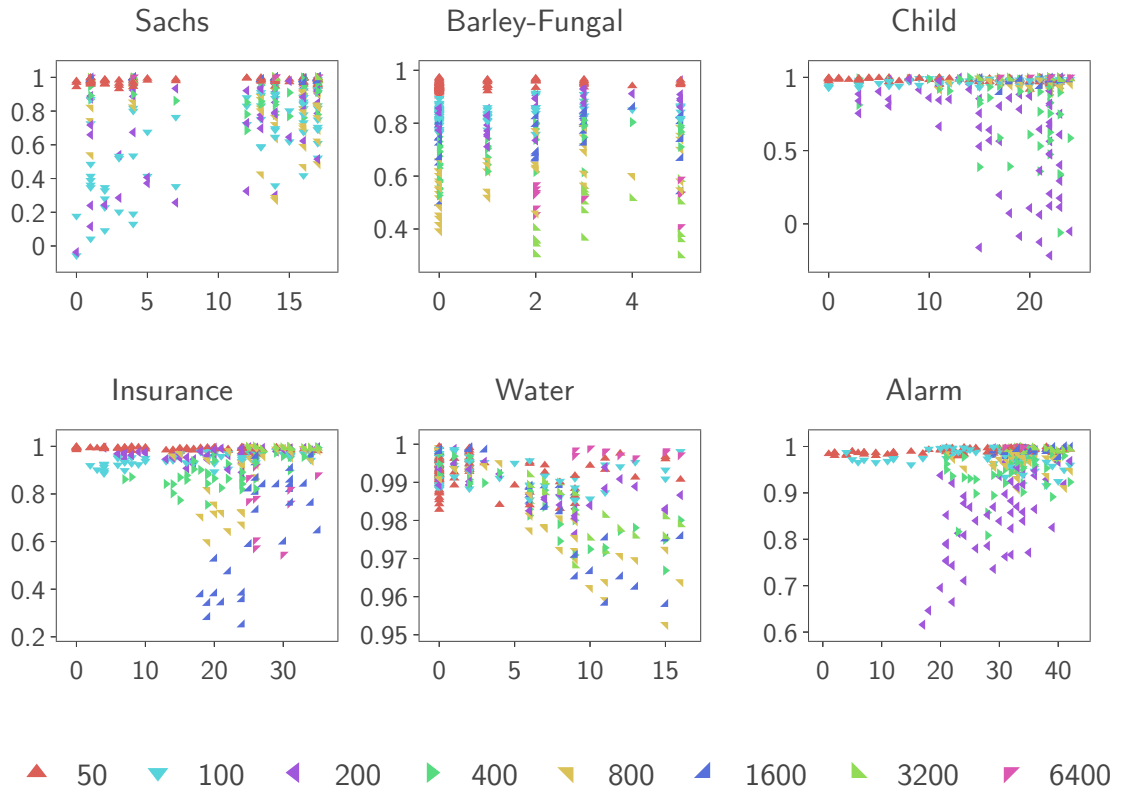 Sachs Barley-Fungal Child
1 1 1
0.8 0.8 0.5
0.6 0.6 0
0.4 0.4
0.2
0
0 5 10 15 0 2 4 0 10 20
Insurance Water Alarm
1 1 1
0.8 0.99 0.9
0.6 0.98 0.8
0.4 0.97 0.7
0.2 0.96 0.6
0.95
0 10 20 30 0 5 10 15 0 10 20 30 40
50 100 200 400 800 1600 3200 6400